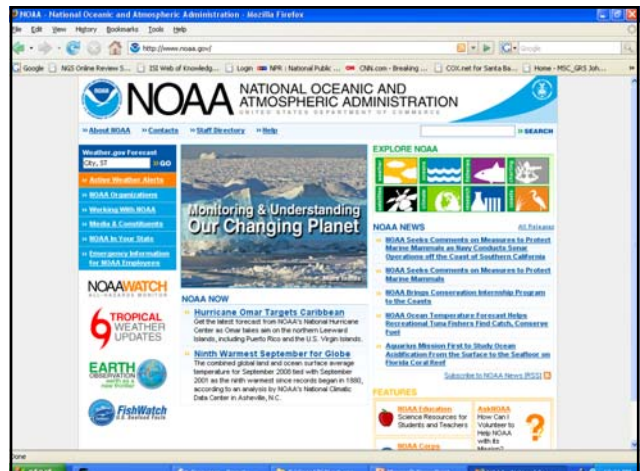 NOAA - National Oceanic and Atmospheric Administration - Mozilla Firefox
File Edit View History Bookmarks Tools Help
http://www.noaa.gov/
Google
Google NGS Online Review S... ISI Web of Knowledg... Login NPR : National Public ... CNN.com - Breaking ... COX.net for Santa Ba... Home - MSC_GRS Joh...
NOAA NATIONAL OCEANIC AND
ATMOSPHERIC ADMINISTRATION
UNITED STATES DEPARTMENT OF COMMERCE
» About NOAA » Contacts » Staff Directory » Help
» SEARCH
Weather.gov Forecast
City, ST » GO
» Active Weather Alerts
» NOAA Organizations
» Working With NOAA
» Media & Constituents
» NOAA In Your State
» Emergency Information
for NOAA Employees
NOAAWATCH
ALL-HAZARDS MONITOR
TROPICAL
WEATHER
UPDATES
EARTH
OBSERVATION
FishWatch
U.S. Seafood Facts
Monitoring & Understanding
Our Changing Planet
NOAA NOW
Hurricane Omar Targets Caribbean
Get the latest forecast from NOAA's National Hurricane
Center as Omar takes aim on the northern Leeward
Islands, including Puerto Rico and the U.S. Virgin Islands.
Ninth Warmest September for Globe
The combined global land and ocean surface average
temperature for September 2008 tied with September
2001 as the ninth warmest since records began in 1880,
according to an analysis by NOAA's National Climatic
Data Center in Asheville, N.C.
EXPLORE NOAA
weather
oceans
fisheries
charting
satellites
climate
research
coasts
NOAA NEWS All Releases
NOAA Seeks Comments on Measures to Protect
Marine Mammals as Navy Conducts Sonar
Operations off the Coast of Southern California
NOAA Seeks Comments on Measures to Protect
Marine Mammals
NOAA Brings Conservation Internship Program
to the Coasts
NOAA Ocean Temperature Forecast Helps
Recreational Tuna Fishers Find Catch, Conserve
Fuel
Aquarius Mission First to Study Ocean
Acidification From the Surface to the Seafloor on
Florida Coral Reef
Subscribe to NOAA News [RSS]
FEATURES
NOAA Education
Science Resources for
Students and Teachers
NOAA Corps
AskNOAA
How Can I
Volunteer to
Help NOAA
with its
Mission?
Done